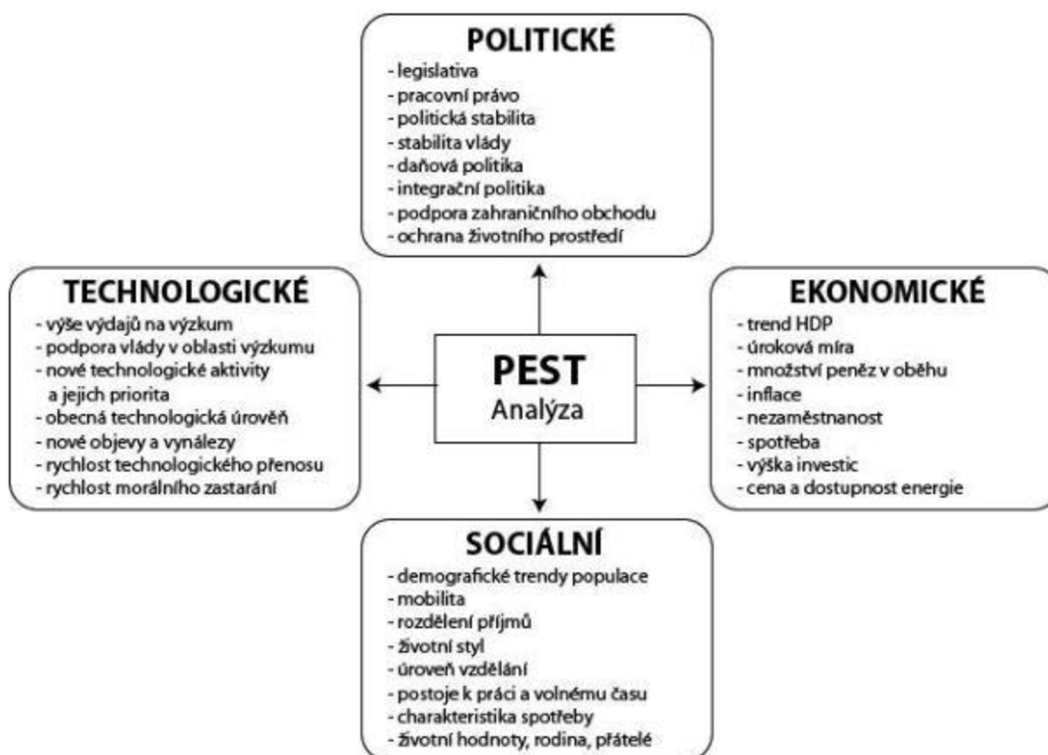 POLITICKÉ
- legislativa
- pracovní právo
- politická stabilita
- stabilita vlády
- daňová politika
- integrační politika
- podpora zahraničního obchodu
- ochrana životního prostředí
TECHNOLOGICKÉ
- výše výdajů na výzkum
- podpora vlády v oblasti výzkumu
- nové technologické aktivity
a jejich priorita
- obecná technologická úrověň
- nové objevy a vynálezy
- rychlost technologického přenosu
- rychlost morálního zastarání
PEST
Analýza
EKONOMICKÉ
- trend HDP
- úroková míra
- množství peněz v oběhu
- inflace
- nezaměstnanost
- spotřeba
- výška investic
- cena a dostupnost energie
SOCIÁLNÍ
- demografické trendy populace
- mobilita
- rozdělení příjmů
- životní styl
- úroveň vzdělání
- postoje k práci a volnému času
- charakteristika spotřeby
- životní hodnoty, rodina, přátelé